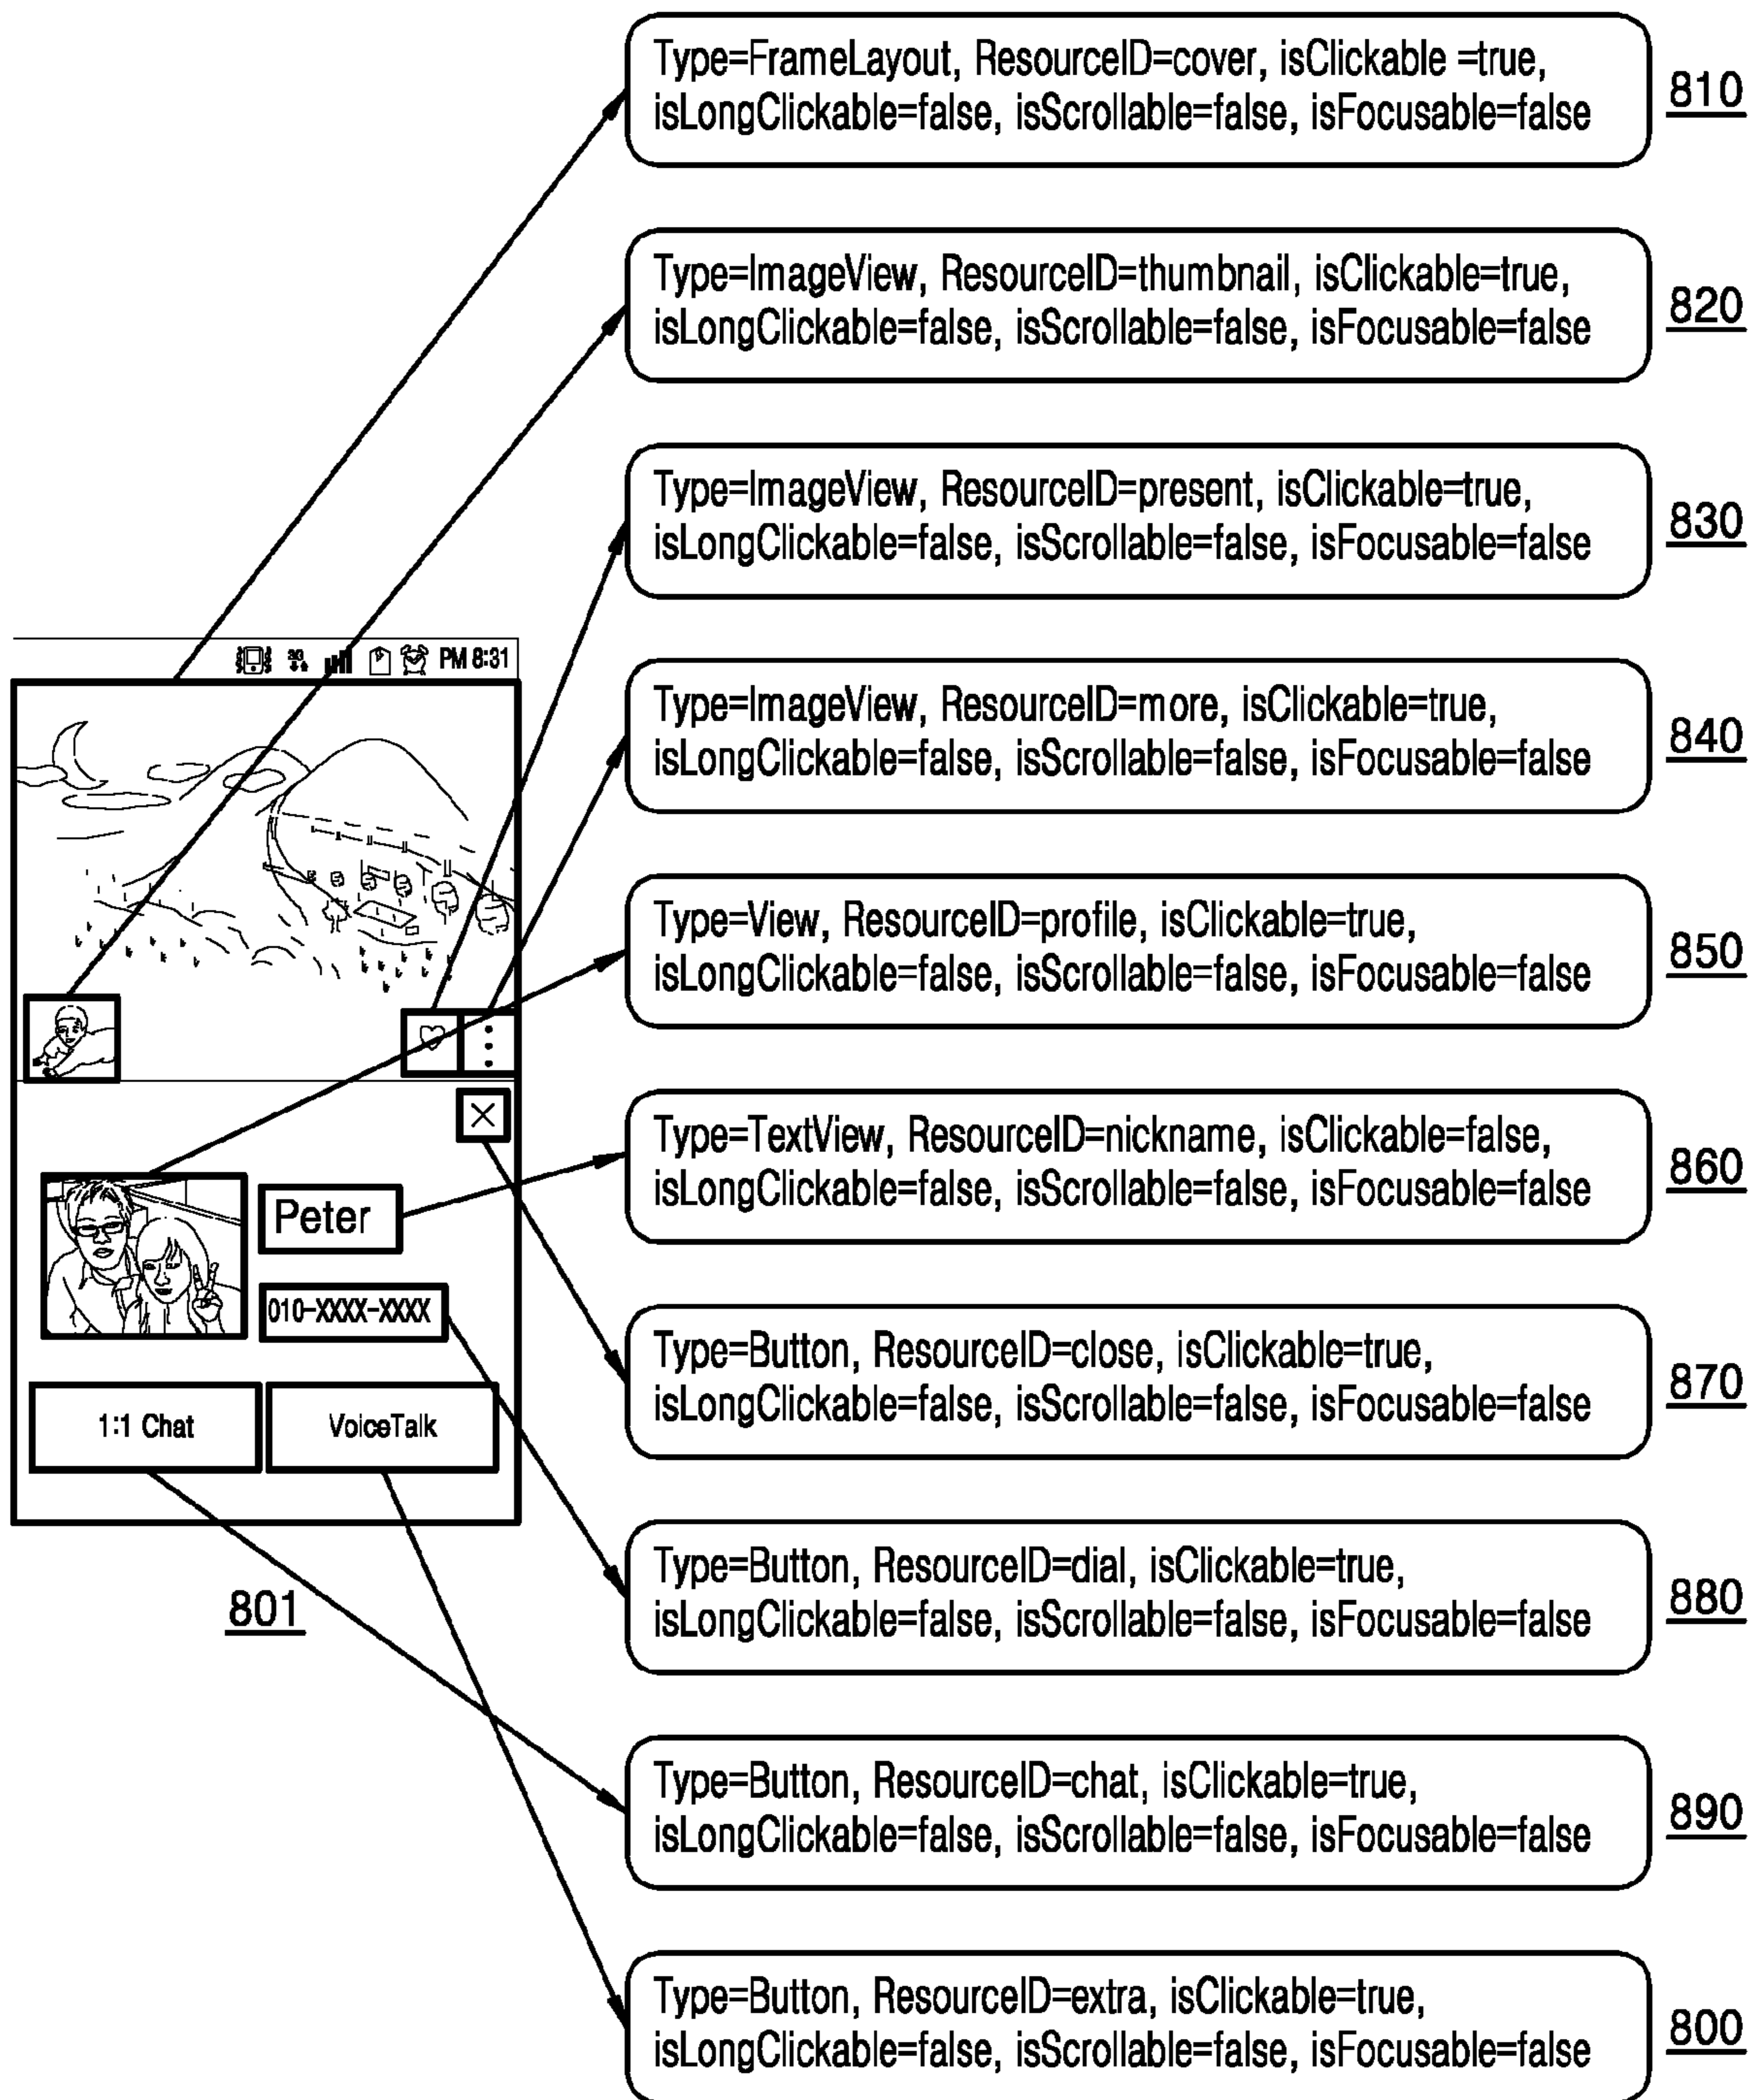 Type=FrameLayout, ResourceID=cover, isClickable =true,
isLongClickable=false, isScrollable=false, isFocusable=false
810
Type=ImageView, ResourceID=thumbnail, isClickable=true,
isLongClickable=false, isScrollable=false, isFocusable=false
820
Type=ImageView, ResourceID=present, isClickable=true,
isLongClickable=false, isScrollable=false, isFocusable=false
830
Type=ImageView, ResourceID=more, isClickable=true,
isLongClickable=false, isScrollable=false, isFocusable=false
840
Type=View, ResourceID=profile, isClickable=true,
isLongClickable=false, isScrollable=false, isFocusable=false
850
Type=TextView, ResourceID=nickname, isClickable=false,
isLongClickable=false, isScrollable=false, isFocusable=false
860
Type=Button, ResourceID=close, isClickable=true,
isLongClickable=false, isScrollable=false, isFocusable=false
870
Type=Button, ResourceID=dial, isClickable=true,
isLongClickable=false, isScrollable=false, isFocusable=false
880
Type=Button, ResourceID=chat, isClickable=true,
isLongClickable=false, isScrollable=false, isFocusable=false
890
Type=Button, ResourceID=extra, isClickable=true,
isLongClickable=false, isScrollable=false, isFocusable=false
800
3G PM 8:31
Peter
010-XXXX-XXXX
1:1 Chat
VoiceTalk
801